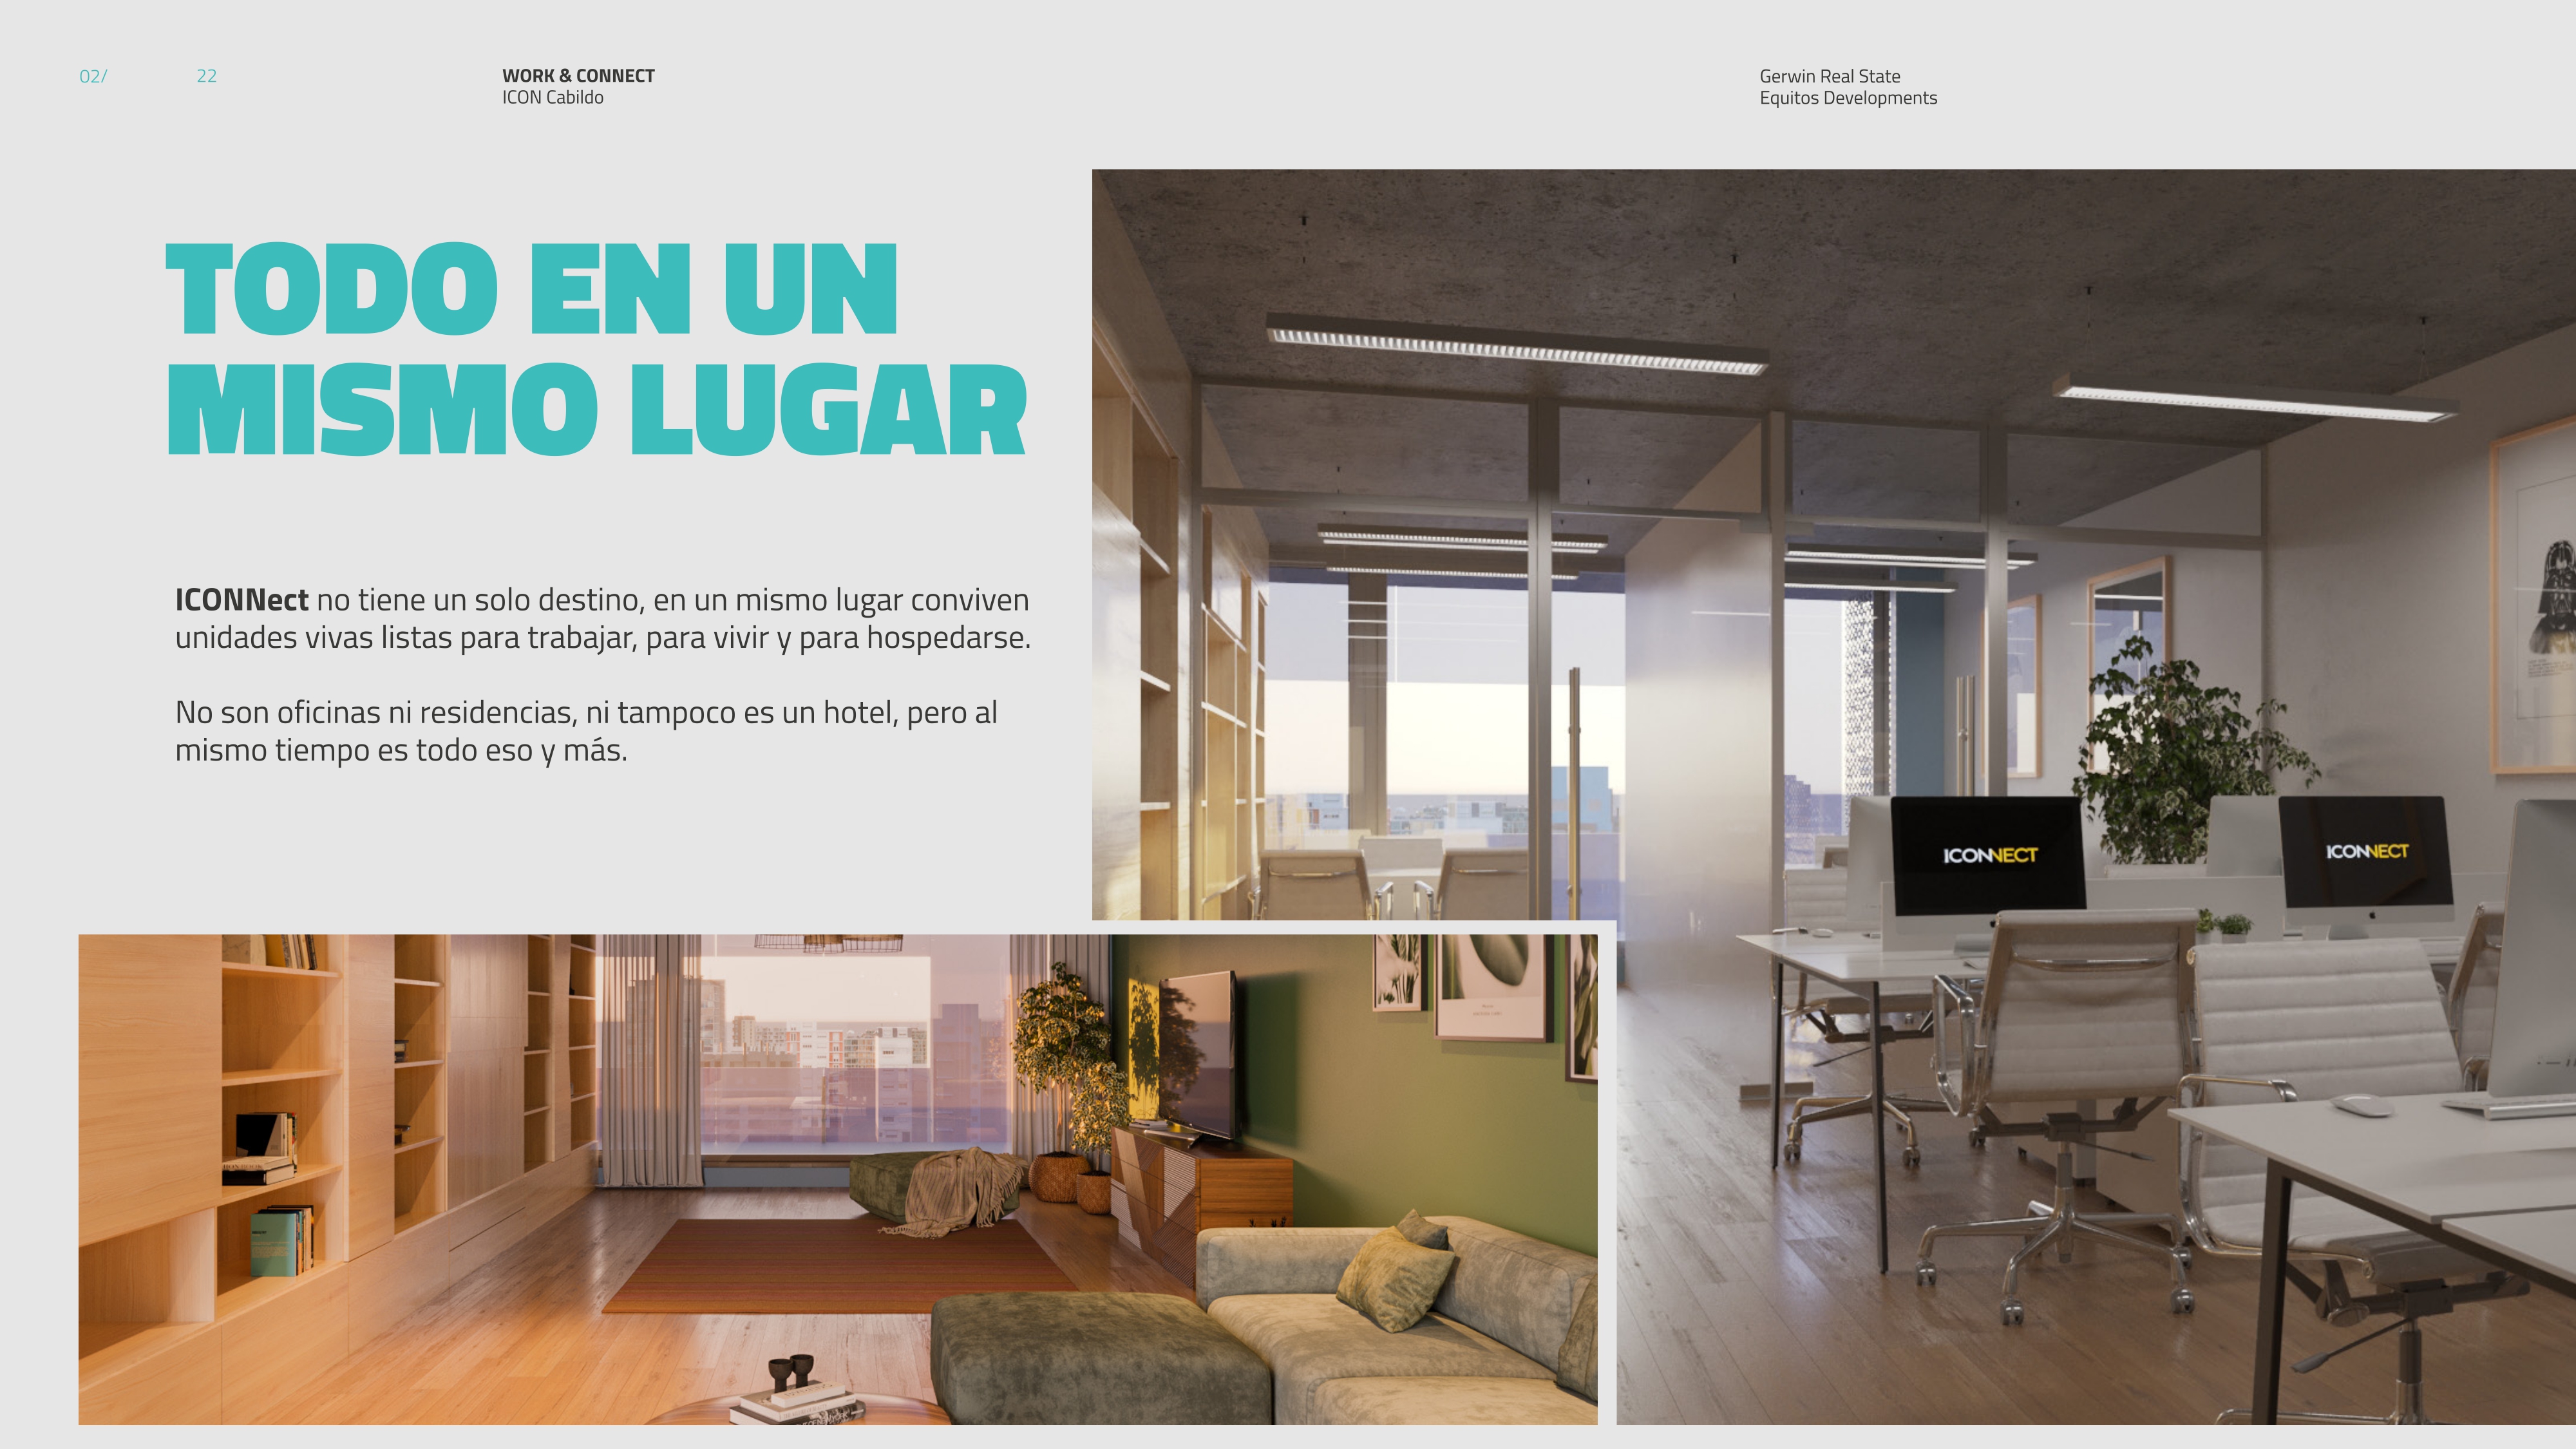 02/ 22
WORK & CONNECT
ICON Cabildo
Gerwin Real State
Equitos Developments
TODO EN UN
MISMO LUGAR
ICONNect no tiene un solo destino, en un mismo lugar conviven
unidades vivas listas para trabajar, para vivir y para hospedarse.
No son oficinas ni residencias, ni tampoco es un hotel, pero al
mismo tiempo es todo eso y más.
ICONNECT
ICONNECT